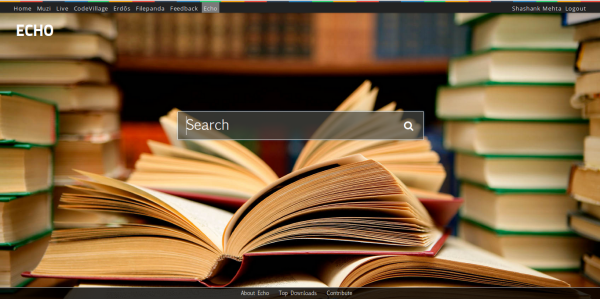 Home Muzi Live CodeVillage Erdős Filepanda Feedback Echo Shashank Mehta Logout
ECHO
Search
About Echo Top Downloads Contribute